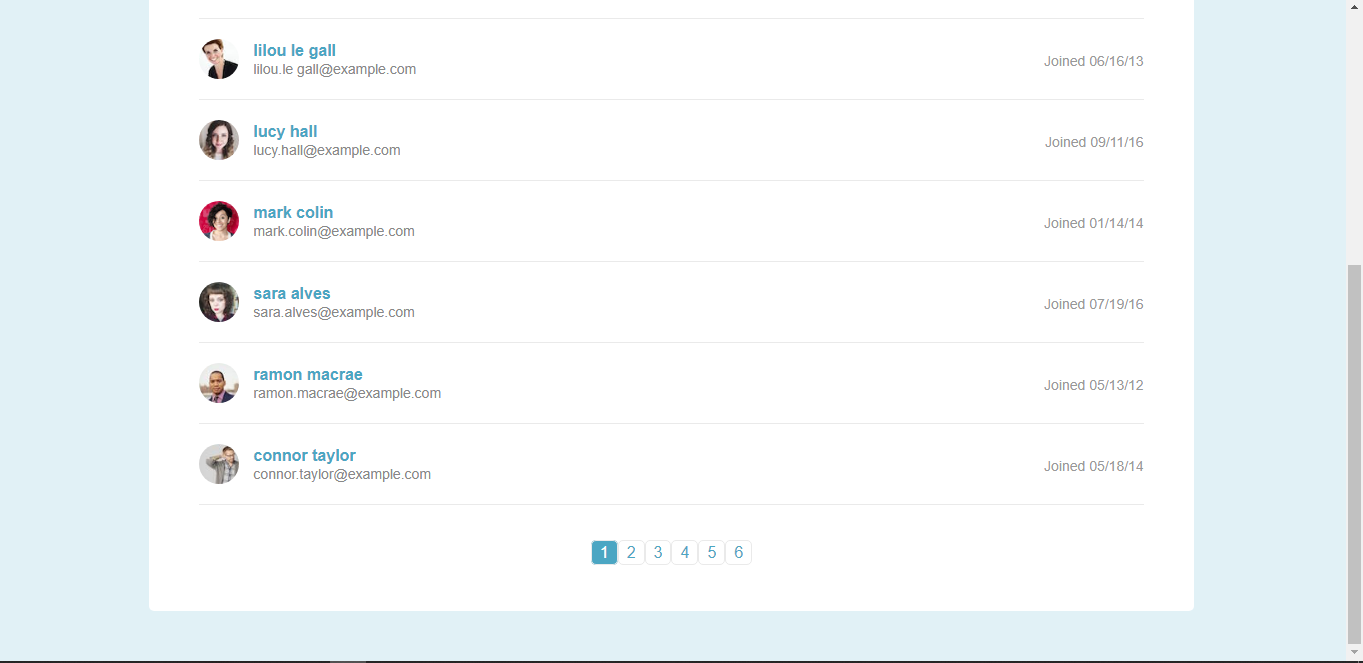 lilou le gall
lilou.le gall@example.com
Joined 06/16/13
lucy hall
lucy.hall@example.com
Joined 09/11/16
mark colin
mark.colin@example.com
Joined 01/14/14
sara alves
sara.alves@example.com
Joined 07/19/16
ramon macrae
ramon.macrae@example.com
Joined 05/13/12
connor taylor
connor.taylor@example.com
Joined 05/18/14
1 2 3 4 5 6